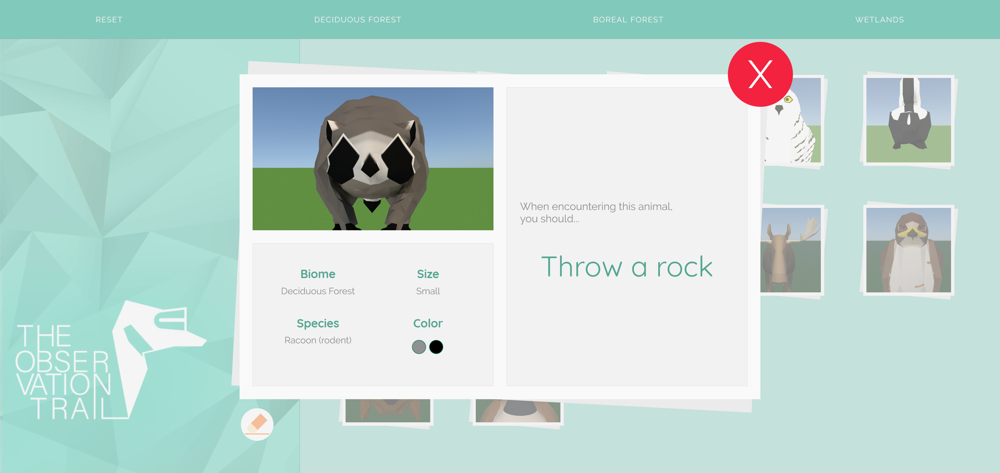 RESET
DECIDUOUS FOREST
BOREAL FOREST
WETLANDS
X
When encountering this animal,
you should...
Throw a rock
Biome
Size
Deciduous Forest
Small
Species
Color
Racoon (rodent)
THE
OBSER
VATION
TRAIL